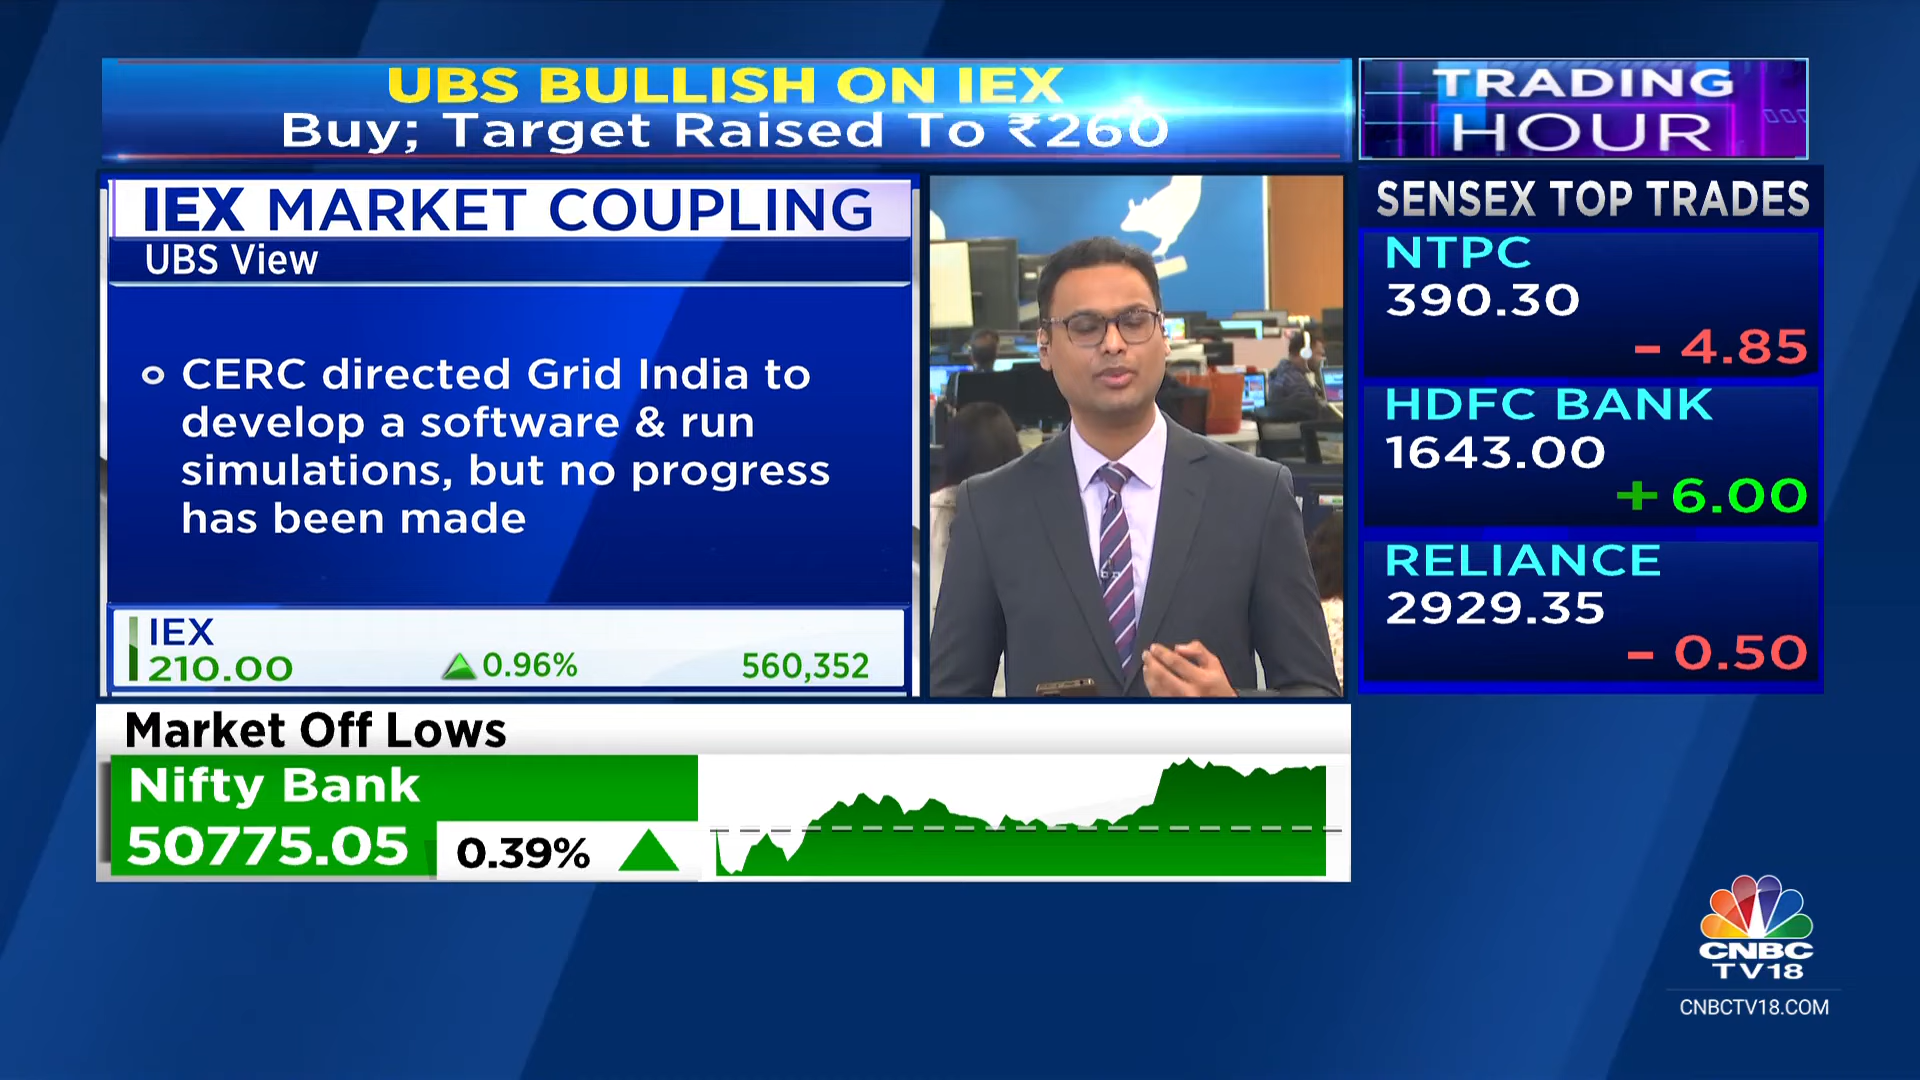 UBS BULLISH ON IEX
Buy; Target Raised To ₹260
TRADING
HOUR
IEX MARKET COUPLING
UBS View
CERC directed Grid India to
develop a software & run
simulations, but no progress
has been made
IEX
210.00 0.96% 560,352
SENSEX TOP TRADES
NTPC
390.30
- 4.85
HDFC BANK
1643.00
+ 6.00
RELIANCE
2929.35
- 0.50
Market Off Lows
Nifty Bank
50775.05 0.39%
CNBC
TV18
CNBCTV18.COM